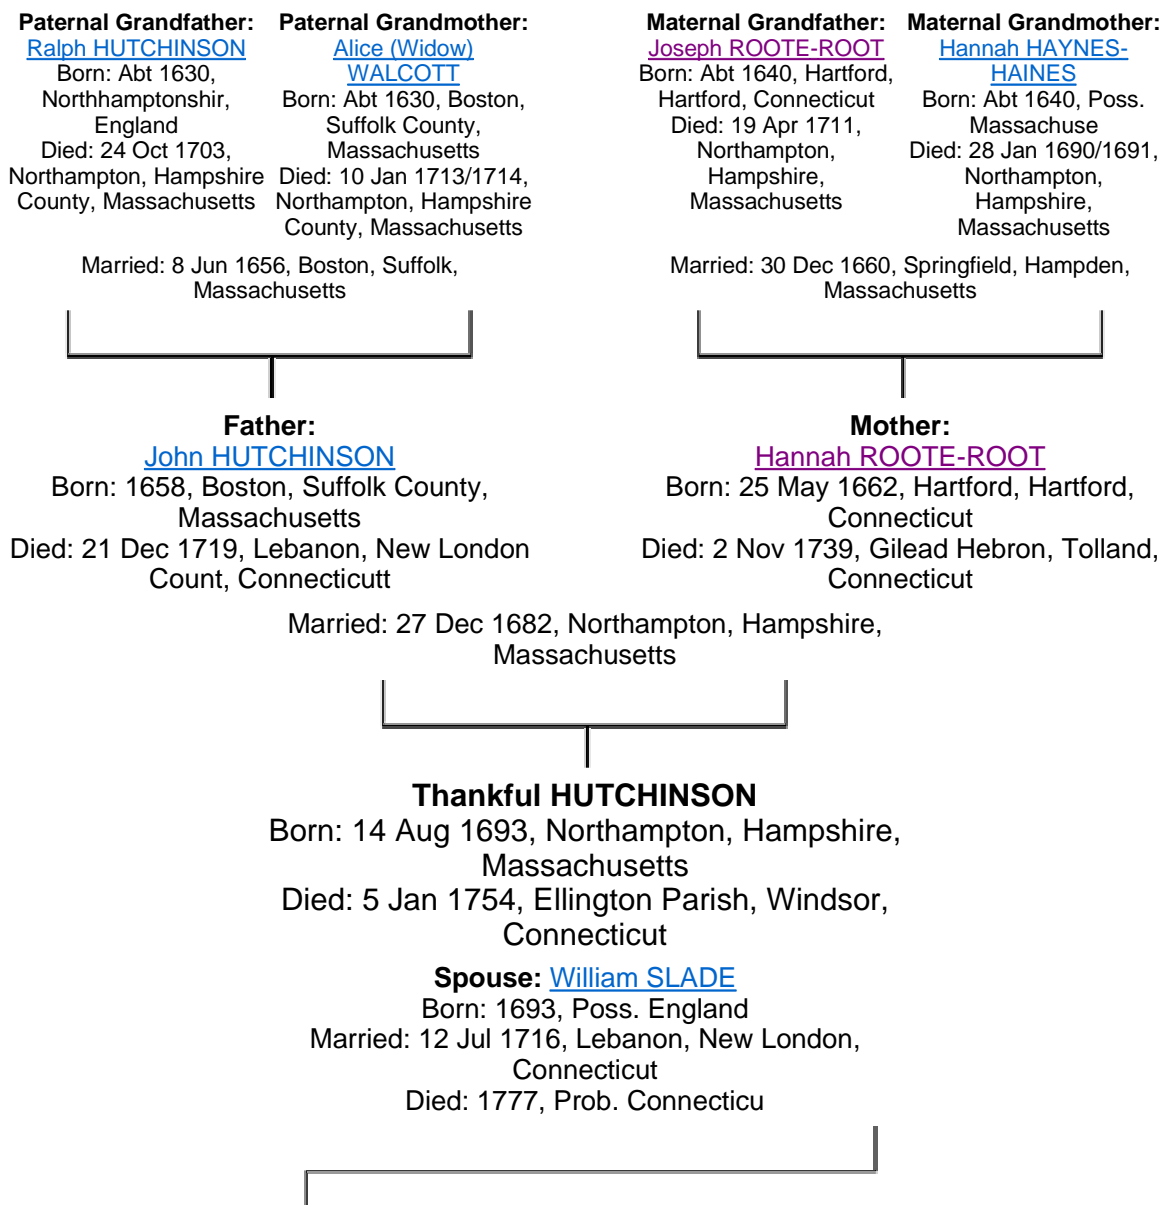 Paternal Grandfather:
Ralph HUTCHINSON
Born: Abt 1630,
Northhamptonshir,
England
Died: 24 Oct 1703,
Northampton, Hampshire
County, Massachusetts
Paternal Grandmother:
Alice (Widow)
WALCOTT
Born: Abt 1630, Boston,
Suffolk County,
Massachusetts
Died: 10 Jan 1713/1714,
Northampton, Hampshire
County, Massachusetts
Married: 8 Jun 1656, Boston, Suffolk,
Massachusetts
Maternal Grandfather:
Joseph ROOTE-ROOT
Born: Abt 1640, Hartford,
Hartford, Connecticut
Died: 19 Apr 1711,
Northampton,
Hampshire,
Massachusetts
Maternal Grandmother:
Hannah HAYNES-
HAINES
Born: Abt 1640, Poss.
Massachuse
Died: 28 Jan 1690/1691,
Northampton,
Hampshire,
Massachusetts
Married: 30 Dec 1660, Springfield, Hampden,
Massachusetts
Father:
John HUTCHINSON
Born: 1658, Boston, Suffolk County,
Massachusetts
Died: 21 Dec 1719, Lebanon, New London
Count, Connecticutt
Mother:
Hannah ROOTE-ROOT
Born: 25 May 1662, Hartford, Hartford,
Connecticut
Died: 2 Nov 1739, Gilead Hebron, Tolland,
Connecticut
Married: 27 Dec 1682, Northampton, Hampshire,
Massachusetts
Thankful HUTCHINSON
Born: 14 Aug 1693, Northampton, Hampshire,
Massachusetts
Died: 5 Jan 1754, Ellington Parish, Windsor,
Connecticut
Spouse: William SLADE
Born: 1693, Poss. England
Married: 12 Jul 1716, Lebanon, New London,
Connecticut
Died: 1777, Prob. Connecticu